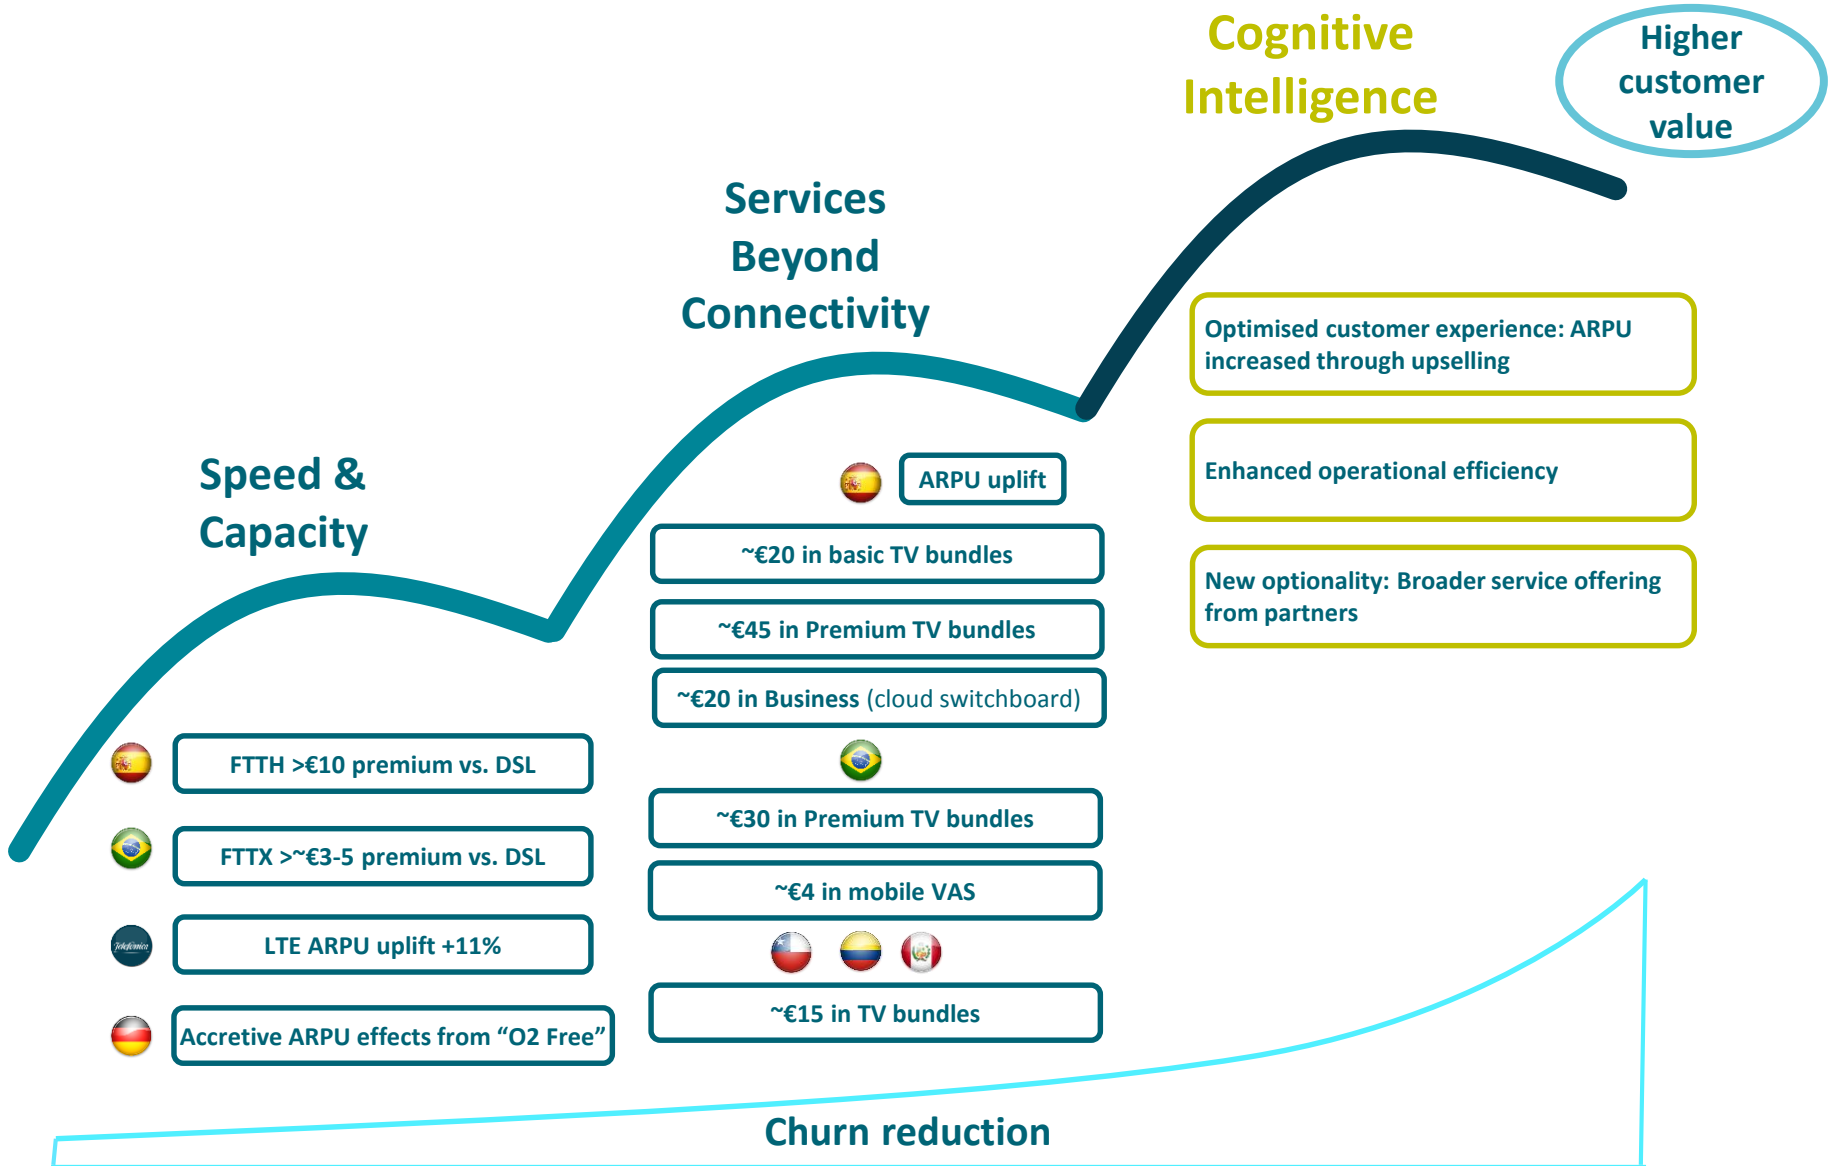 Cognitive
Intelligence
Higher
customer
value
Services
Beyond
Connectivity
Speed &
Capacity
FTTH >€10 premium vs. DSL
FTTX >~€3-5 premium vs. DSL
Telefónica
LTE ARPU uplift +11%
Accretive ARPU effects from “O2 Free”
ARPU uplift
~€20 in basic TV bundles
~€45 in Premium TV bundles
~€20 in Business (cloud switchboard)
~€30 in Premium TV bundles
~€4 in mobile VAS
~€15 in TV bundles
Optimised customer experience: ARPU
increased through upselling
Enhanced operational efficiency
New optionality: Broader service offering
from partners
Churn reduction